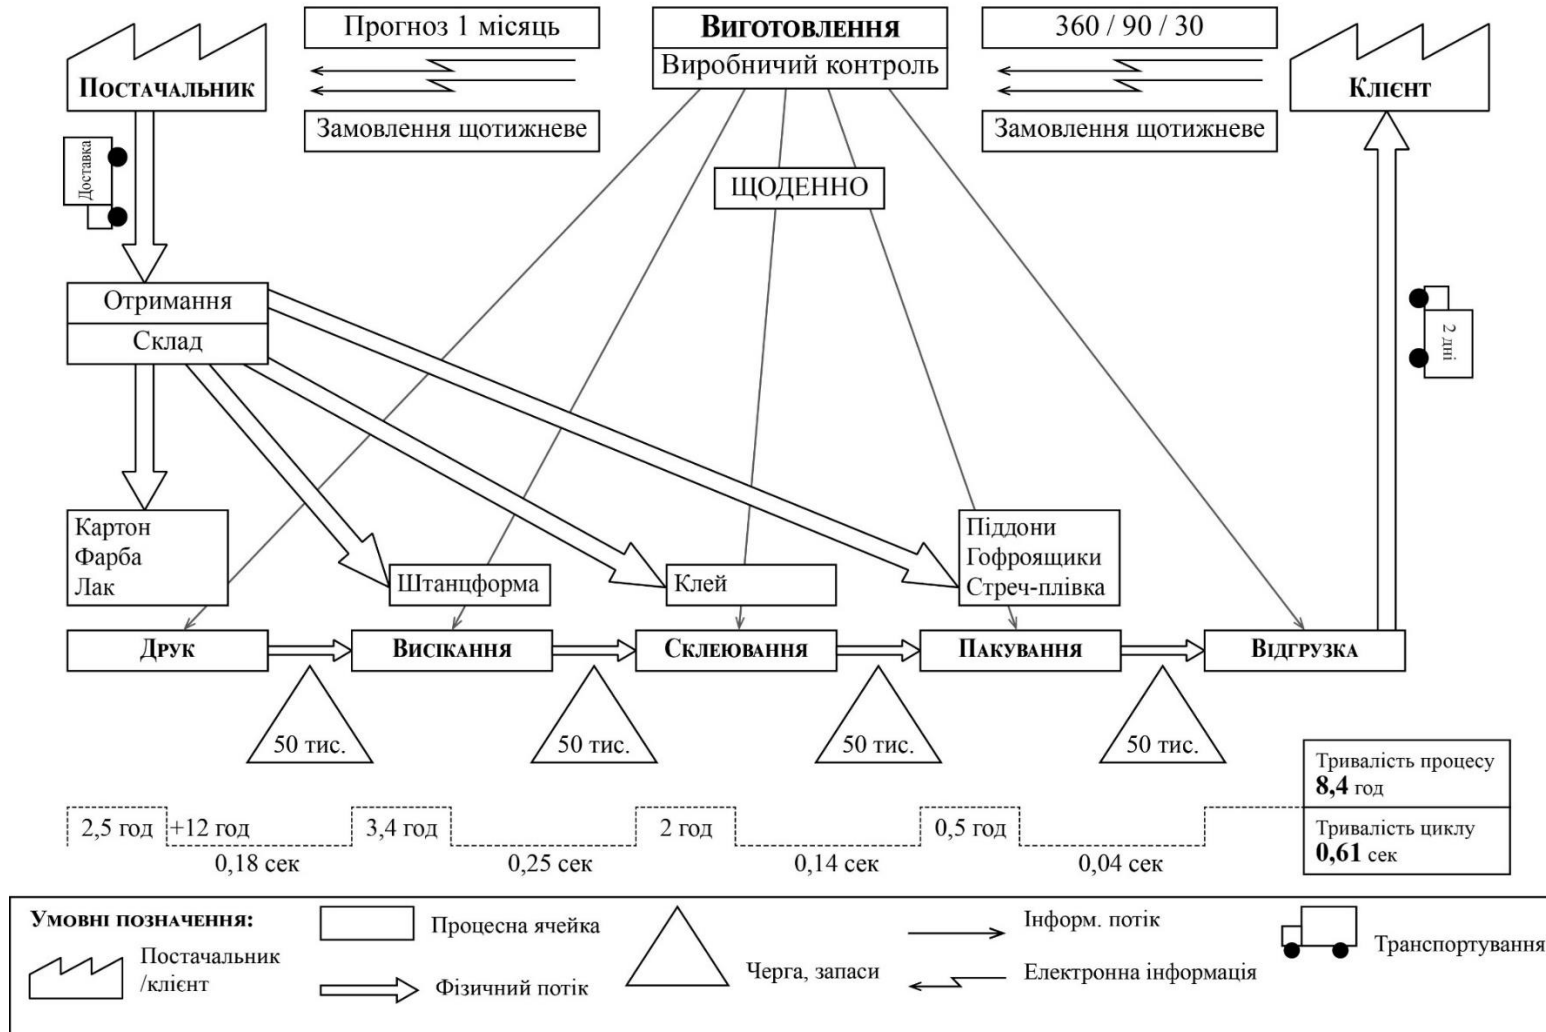 Прогноз 1 місяць
ВИГОТОВЛЕННЯ
360 / 90 / 30
Виробничий контроль
ПОСТАЧАЛЬНИК
КЛІЄНТ
Замовлення щотижневе
Замовлення щотижневе
Доставка
ЩОДЕННО
Отримання
Склад
2 дні
Картон
Фарба
Лак
Штанцформа
Клей
Піддони
Гофроящики
Стреч-плівка
ДРУК
ВИСІКАННЯ
СКЛЕЮВАННЯ
ПАКУВАННЯ
ВІДГРУЗКА
50 тис.
50 тис.
50 тис.
50 тис.
Тривалість процесу
8,4 год
2,5 год
+12 год
3,4 год
2 год
0,5 год
Тривалість циклу
0,61 сек
0,18 сек
0,25 сек
0,14 сек
0,04 сек
УМОВНІ ПОЗНАЧЕННЯ:
Постачальник
/клієнт
Процесна ячейка
Фізичний потік
Черга, запаси
Інформ. потік
Електронна інформація
Транспортування